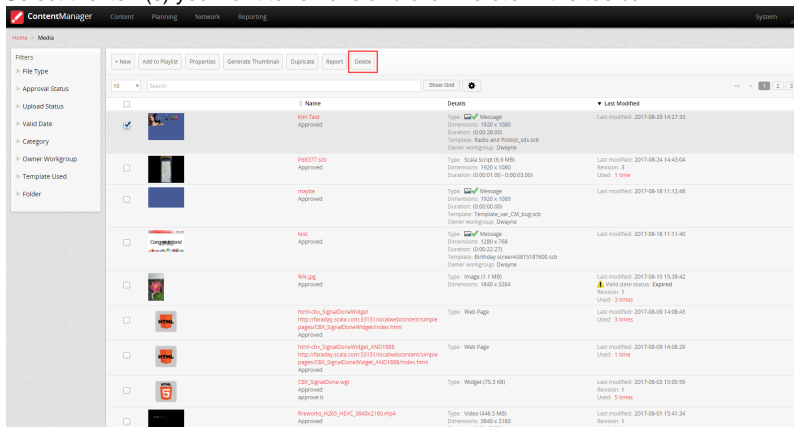 ContentManager Content Planning Network Reporting System
Home > Media
Filters
File Type
Approval Status
Upload Status
Valid Date
Category
Owner Workgroup
Template Used
Folder
+ New Add to Playlist Properties Generate Thumbnail Duplicate Report Delete
10 Search Show Grid << < 1 2 3
Name Details Last Modified
Kim Test
Approved
Type: Message
Dimensions: 1920 x 1080
Duration: (0:00:28.00)
Template: Radio and Picklist_sds.scb
Owner workgroup: Dwayne
Last modified: 2017-08-29 14:27:33
Pd8377.scb
Approved
Type: Scala Script (6.9 MB)
Dimensions: 1920 x 1080
Duration: (0:00:01.00 - 0:00:03.00)
Last modified: 2017-08-24 14:43:04
Revision: 3
Used: 1 time
maybe
Approved
Type: Message
Dimensions: 1920 x 1080
Duration: (0:00:00.00)
Template: Template_var_CM_bug.scb
Owner workgroup: Dwayne
Last modified: 2017-08-18 11:12:48
Congratulations!
test
Approved
Type: Message
Dimensions: 1280 x 768
Duration: (0:00:22.27)
Template: Birthday screen43815187600.scb
Owner workgroup: Dwayne
Last modified: 2017-08-18 11:11:40
Approved
Type: Image (1.1 MB)
Dimensions: 1840 x 3264
Last modified: 2017-08-15 15:39:42
Valid date status: Expired
Revision: 1
Used: 3 times
HTML
Html-cbx_SignalDoneWidget
http://faraday.scala.com:33151/localwebcontent/simple
pages/CBX_SignalDoneWidget/index.html
Approved
Type: Web Page
Last modified: 2017-08-09 14:08:43
Used: 3 times
HTML
Html-cbx_SignalDoneWidget_AND1888
http://faraday.scala.com:33151/localwebcontent/simple
pages/CBX_SignalDoneWidget_AND1888/index.html
Approved
Type: Web Page
Last modified: 2017-08-09 14:08:29
Used: 1 time
HTML
CBX_SignalDone.wgt
Approved
approve it
Type: Widget (75.3 KB)
Last modified: 2017-08-03 15:05:59
Revision: 1
Used: 5 times
fireworks_H265_HEVC_3840x2160.mp4
Approved
Type: Video (446.5 MB)
Dimensions: 3840 x 2160
Last modified: 2017-08-01 15:41:34
Revision: 1